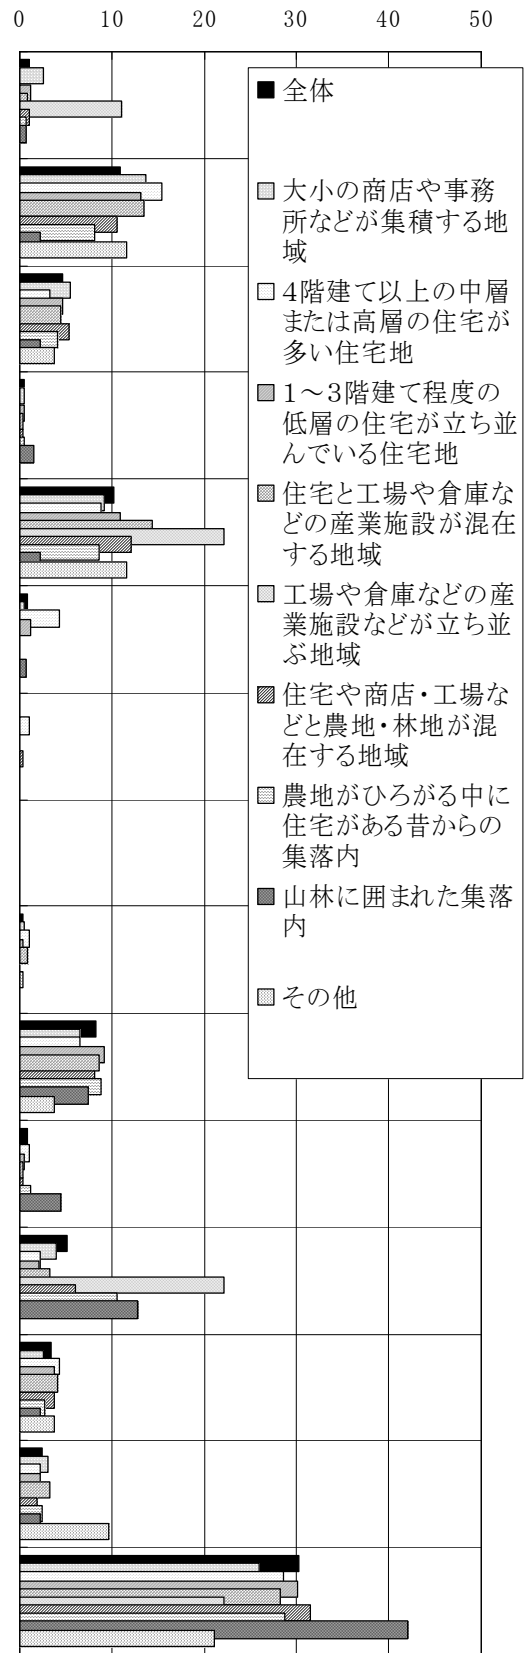 0 10 20 30 40 50
全体
大小の商店や事務
所などが集積する地
域
4階建て以上の中層
または高層の住宅が
多い住宅地
1～3階建て程度の
低層の住宅が立ち並
んでいる住宅地
住宅と工場や倉庫な
どの産業施設が混在
する地域
工場や倉庫などの産
業施設などが立ち並
ぶ地域
住宅や商店・工場な
どと農地・林地が混
在する地域
農地がひろがる中に
住宅がある昔からの
集落内
山林に囲まれた集落
内
その他